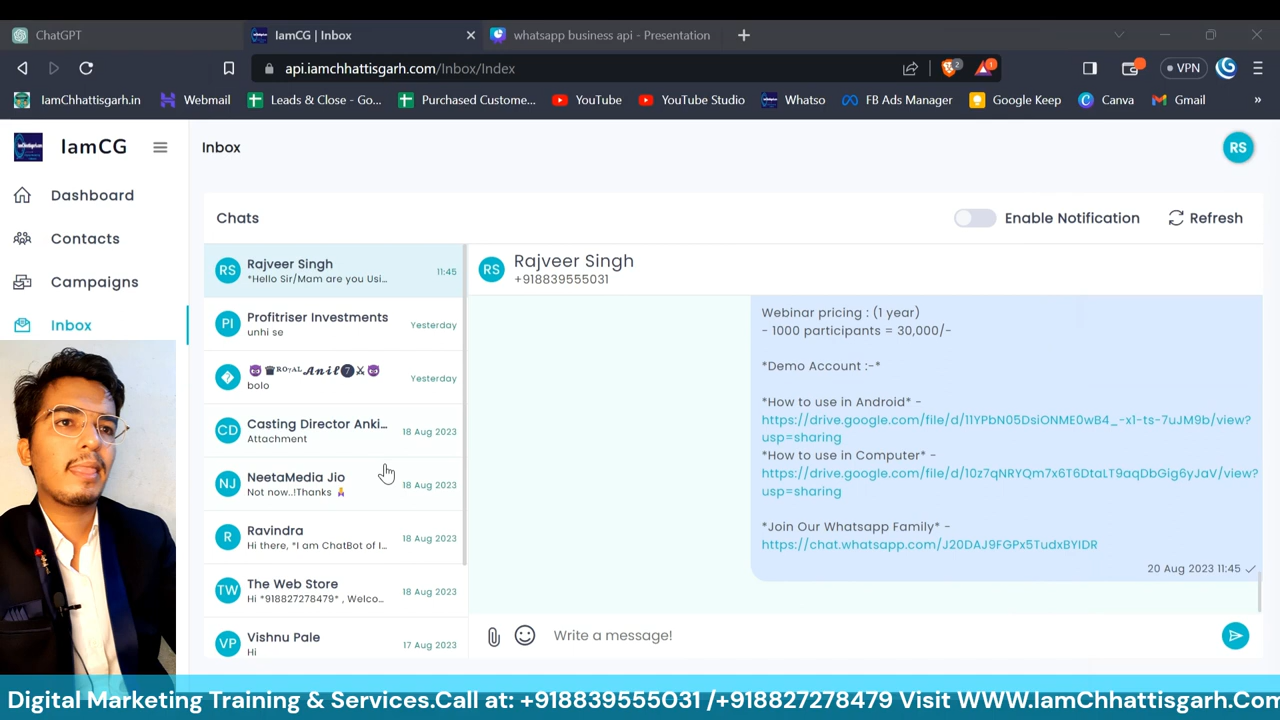 ChatGPT
IamCG | Inbox
whatsapp business api - Presentation
api.iamchhattisgarh.com/Inbox/Index
2
1
VPN
IamChhattisgarh.in
Webmail
Leads & Close - Go...
Purchased Custome...
YouTube
YouTube Studio
Whatso
FB Ads Manager
Google Keep
Canva
Gmail
»
IamCG
Inbox
RS
Dashboard
Contacts
Campaigns
Inbox
Chats
Enable Notification
Refresh
RS
Rajveer Singh
*Hello Sir/Mam are you Usi...
11:45
PI
Profitriser Investments
unhi se
Yesterday
😈♛ᴿᴼ⁷ᴬᴸ𝓐𝓷𝓲𝓵❼⚔😈
bolo
Yesterday
CD
Casting Director Anki...
Attachment
18 Aug 2023
NJ
NeetaMedia Jio
Not now..!Thanks
18 Aug 2023
R
Ravindra
Hi there, *I am ChatBot of I...
18 Aug 2023
TW
The Web Store
Hi *918827278479* , Welco...
18 Aug 2023
VP
Vishnu Pale
Hi
17 Aug 2023
RS
Rajveer Singh
+918839555031
Webinar pricing : (1 year)
- 1000 participants = 30,000/-
*Demo Account :-*
*How to use in Android* -
https://drive.google.com/file/d/11YPbN05DsiONME0wB4_-x1-ts-7uJM9b/view?
usp=sharing
*How to use in Computer* -
https://drive.google.com/file/d/10z7qNRYQm7x6T6DtaLT9aqDbGig6yJaV/view?
usp=sharing
*Join Our Whatsapp Family* -
https://chat.whatsapp.com/J20DAJ9FGPx5TudxBYIDR
20 Aug 2023 11:45
Write a message!
Digital Marketing Training & Services.Call at: +918839555031 /+918827278479 Visit WWW.IamChhattisgarh.Com